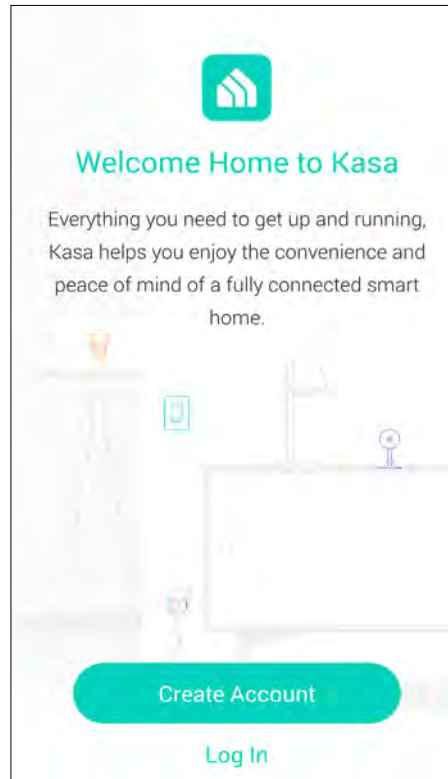 Welcome Home to Kasa
Everything you need to get up and running,
Kasa helps you enjoy the convenience and
peace of mind of a fully connected smart
home.
Create Account
Log In